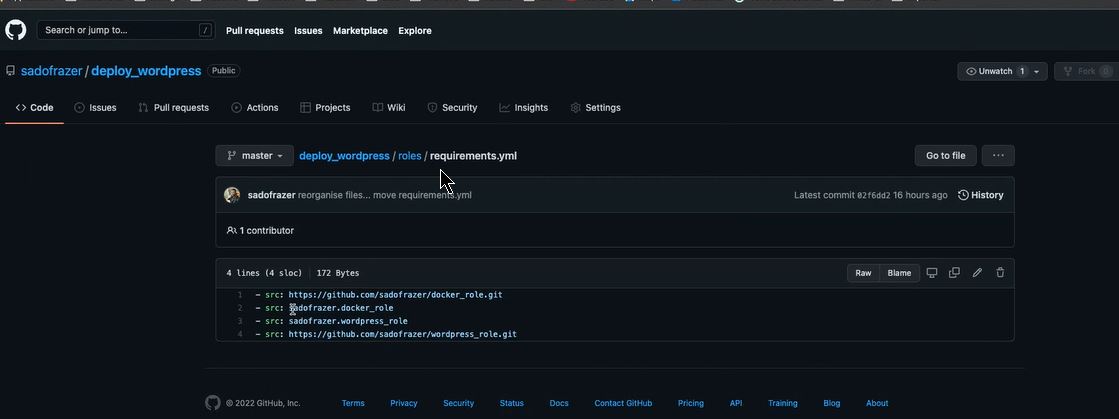 Search or jump to... /
Pull requests Issues Marketplace Explore
sadofrazer / deploy_wordpress Public
Unwatch 1
Fork 0
Code Issues Pull requests Actions Projects Wiki Security Insights Settings
master
deploy_wordpress / roles / requirements.yml
Go to file ...
sadofrazer reorganise files... move requirements.yml
Latest commit 02f6dd2 16 hours ago History
1 contributor
4 lines (4 sloc) 172 Bytes
Raw Blame
1 - src: https://github.com/sadofrazer/docker_role.git
2 - src: sadofrazer.docker_role
3 - src: sadofrazer.wordpress_role
4 - src: https://github.com/sadofrazer/wordpress_role.git
© 2022 GitHub, Inc. Terms Privacy Security Status Docs Contact GitHub Pricing API Training Blog About